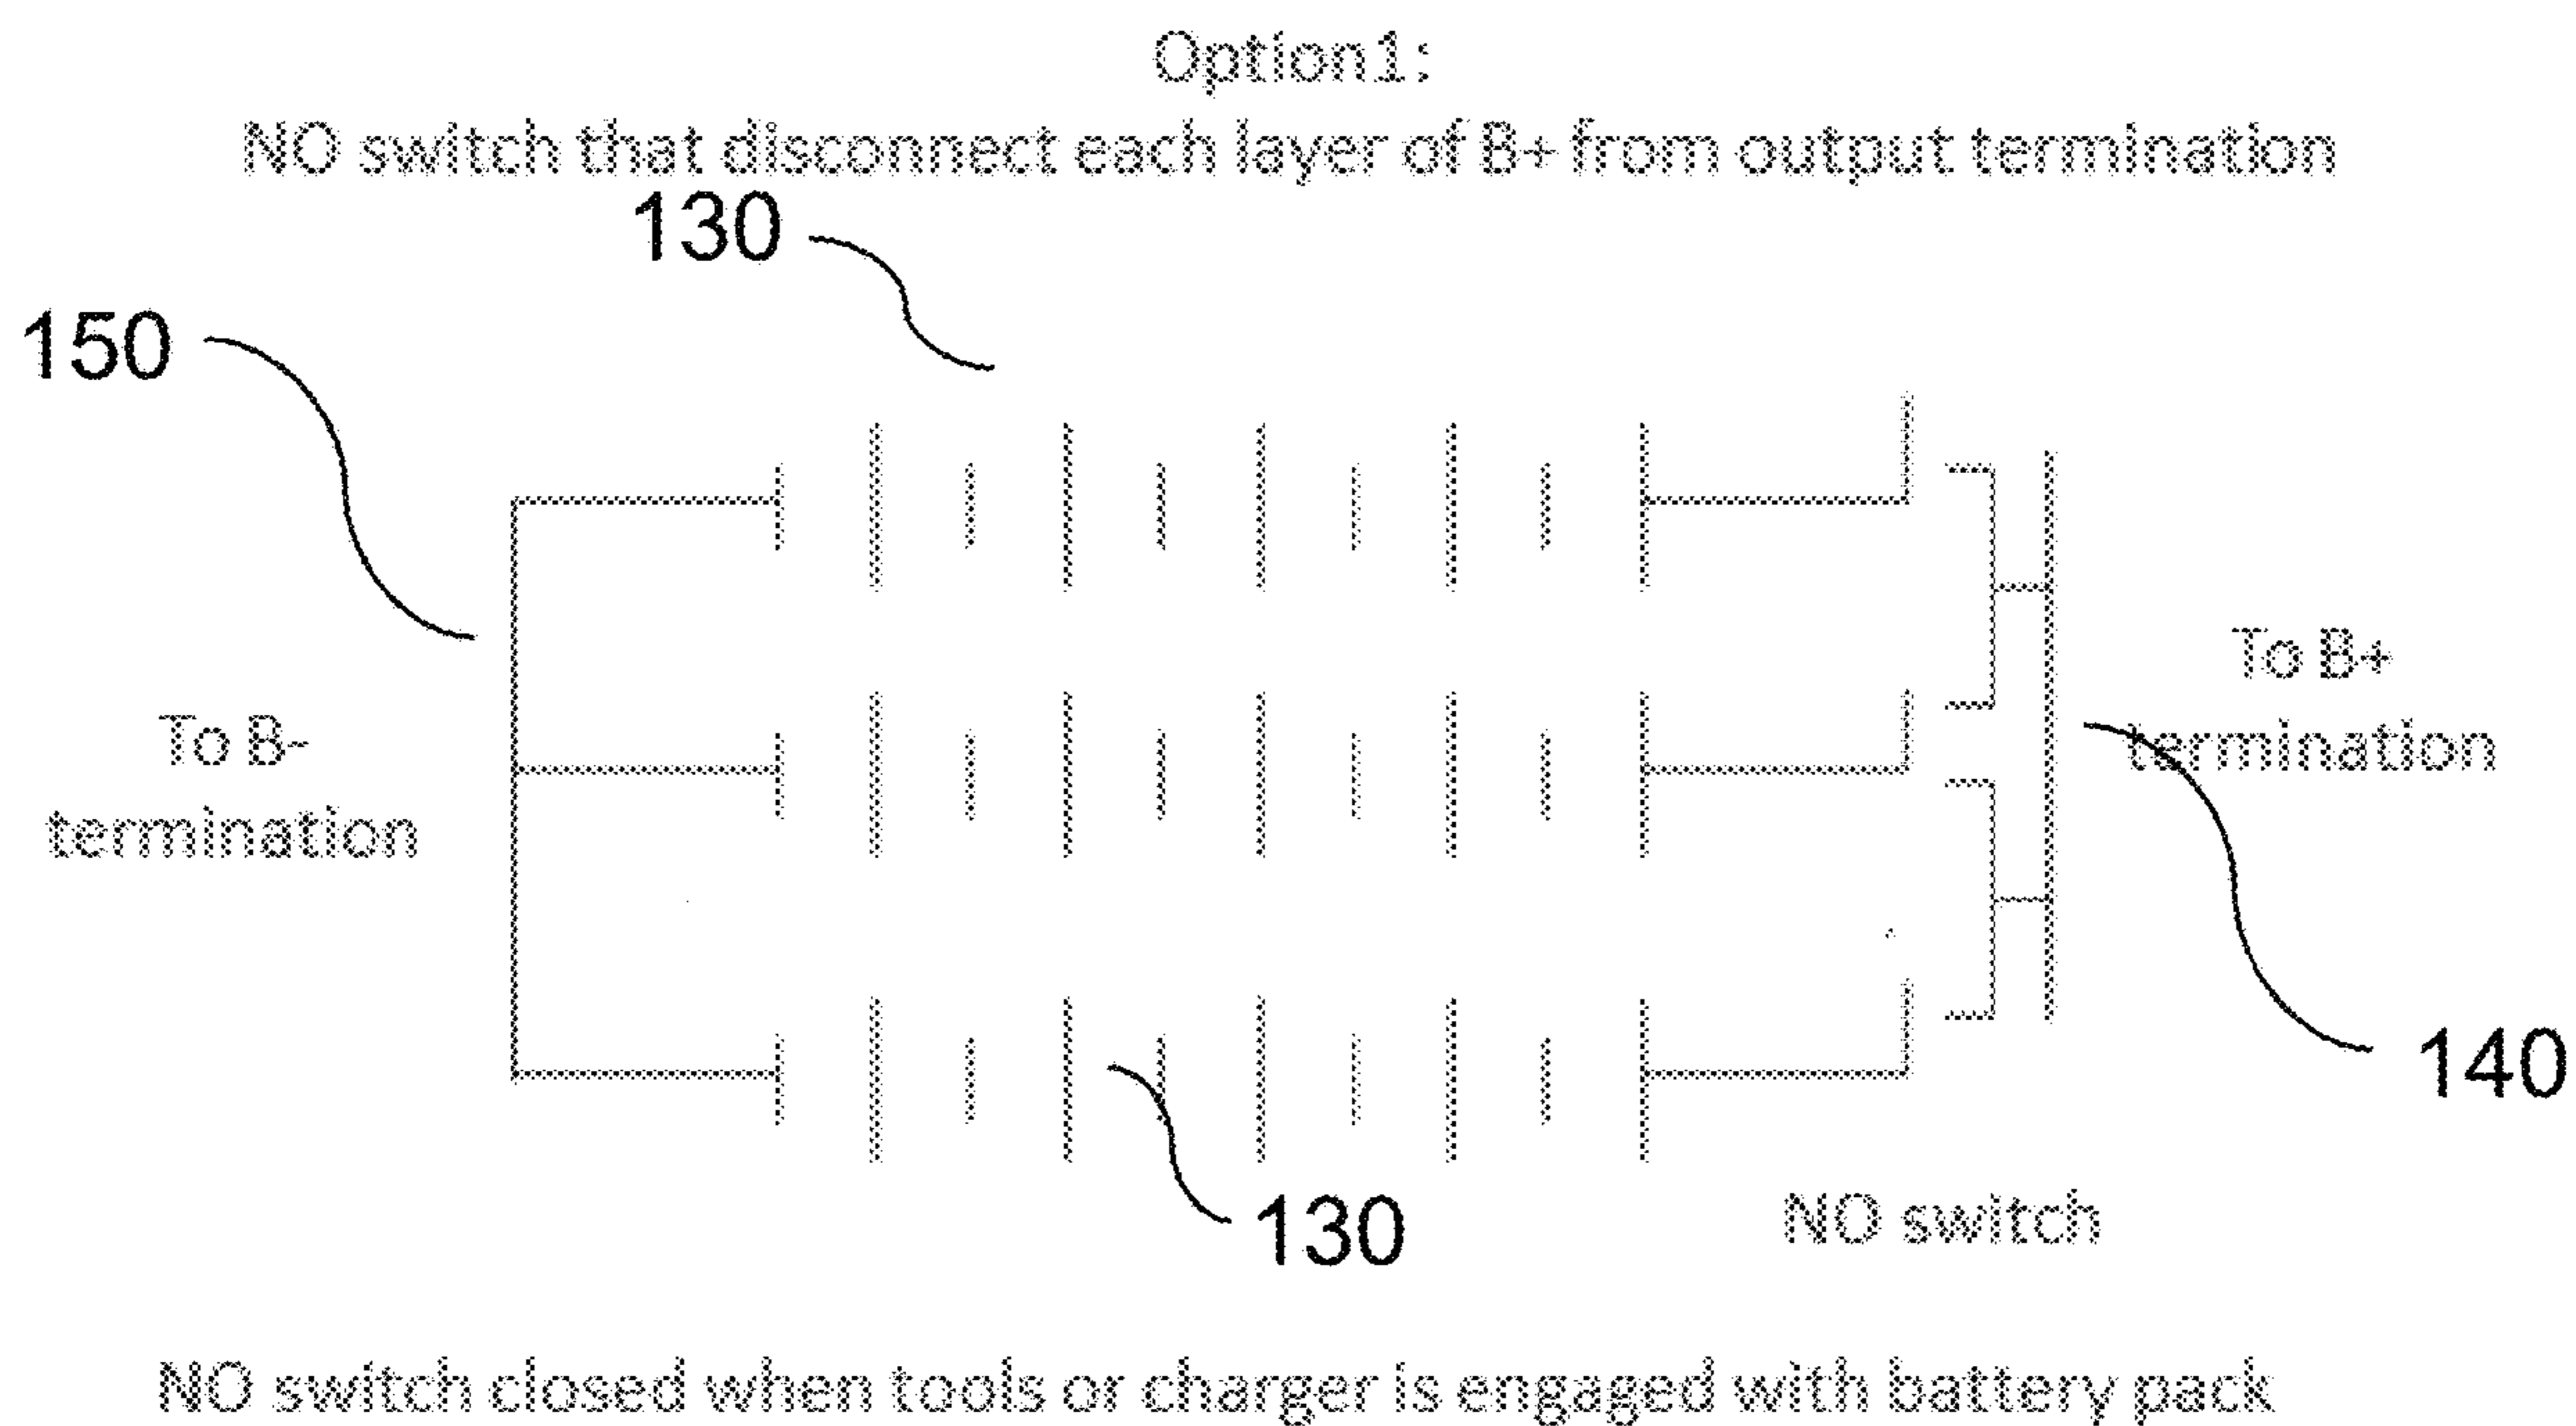 Option1:
NO switch that disconnect each layer of B+ from output termination
130
150
To B+
termination
To B-
termination
140
130
NO switch
NO switch closed when tools or charger is engaged with battery pack